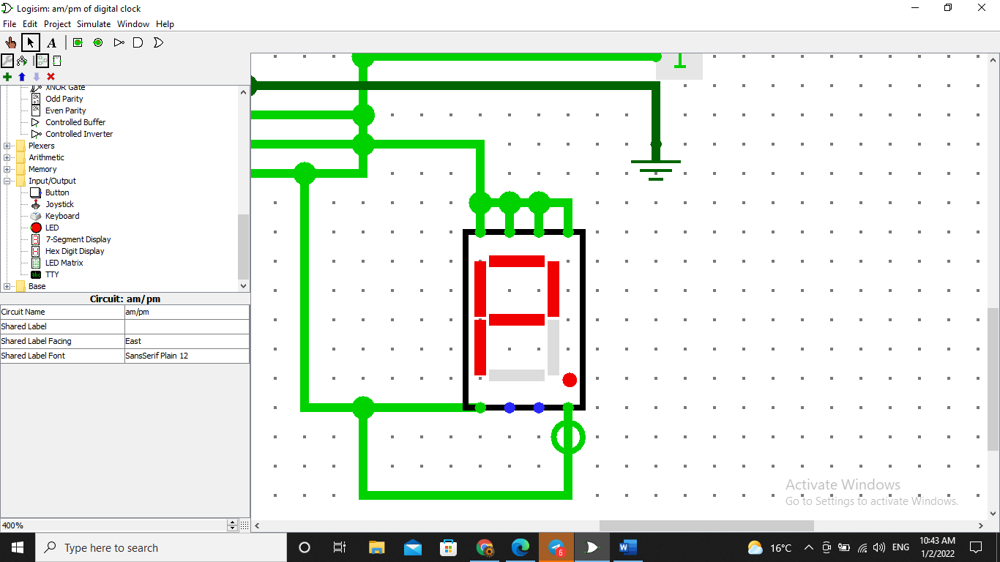 Logisim: am/pm of digital clock
File Edit Project Simulate Window Help
A
XNOR Gate
Odd Parity
Even Parity
Controlled Buffer
Controlled Inverter
Plexers
Arithmetic
Memory
Input/Output
Button
Joystick
Keyboard
LED
7-Segment Display
Hex Digit Display
LED Matrix
TTY
Base
Circuit: am/pm
Circuit Name am/pm
Shared Label
Shared Label Facing East
Shared Label Font SansSerif Plain 12
1
Activate Windows
Go to Settings to activate Windows.
400%
Type here to search
6
16°C
ENG
10:43 AM
1/2/2022